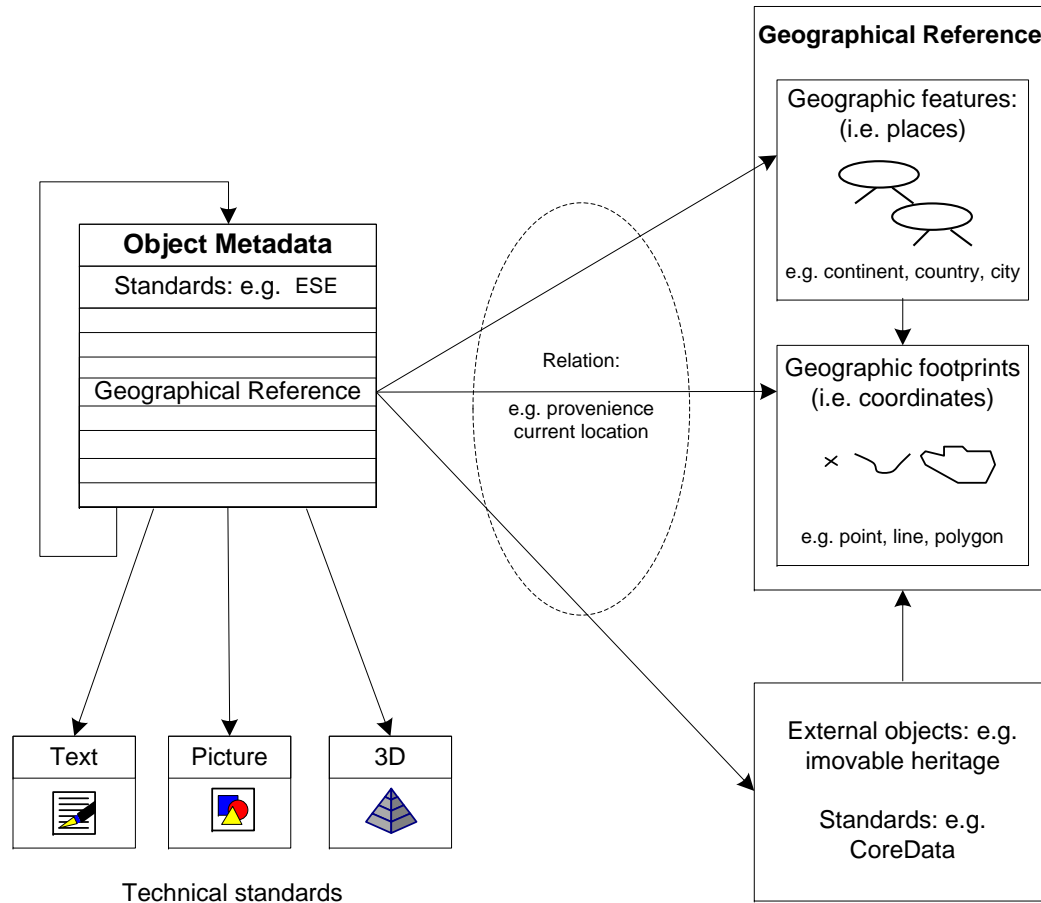 Geographical Reference
Geographic features:
(i.e. places)
e.g. continent, country, city
Object Metadata
Standards: e.g. ESE
Geographical Reference
Relation:
e.g. provenience
current location
Geographic footprints
(i.e. coordinates)
e.g. point, line, polygon
External objects: e.g.
imovable heritage
Standards: e.g.
CoreData
Text
Picture
3D
Technical standards